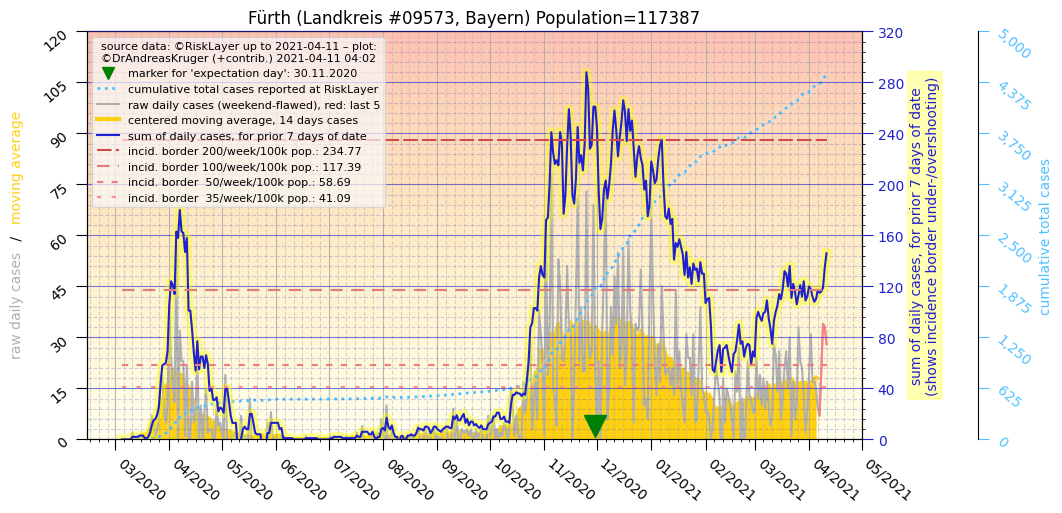 Fürth (Landkreis #09573, Bayern) Population=117387
source data: ©RiskLayer up to 2021-04-11 – plot:
©DrAndreasKruger (+contrib.) 2021-04-11 04:02
marker for 'expectation day': 30.11.2020
cumulative total cases reported at RiskLayer
raw daily cases (weekend-flawed), red: last 5
centered moving average, 14 days cases
sum of daily cases, for prior 7 days of date
incid. border 200/week/100k pop.: 234.77
incid. border 100/week/100k pop.: 117.39
incid. border  50/week/100k pop.: 58.69
incid. border  35/week/100k pop.: 41.09
raw daily cases / moving average
120
105
90
75
60
45
30
15
0
03/2020
04/2020
05/2020
06/2020
07/2020
08/2020
09/2020
10/2020
11/2020
12/2020
01/2021
02/2021
03/2021
04/2021
05/2021
320
280
240
200
160
120
80
40
0
sum of daily cases, for prior 7 days of date
(shows incidence border under-/overshooting)
5,000
4,375
3,750
3,125
2,500
1,875
1,250
625
0
cumulative total cases